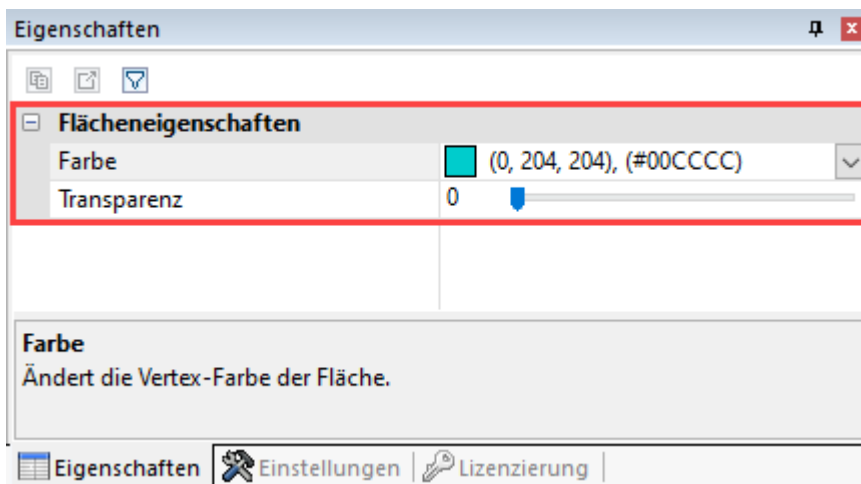 Eigenschaften
Flächeneigenschaften
Farbe (0, 204, 204), (#00CCCC)
Transparenz 0
Farbe
Ändert die Vertex-Farbe der Fläche.
Eigenschaften Einstellungen Lizenzierung